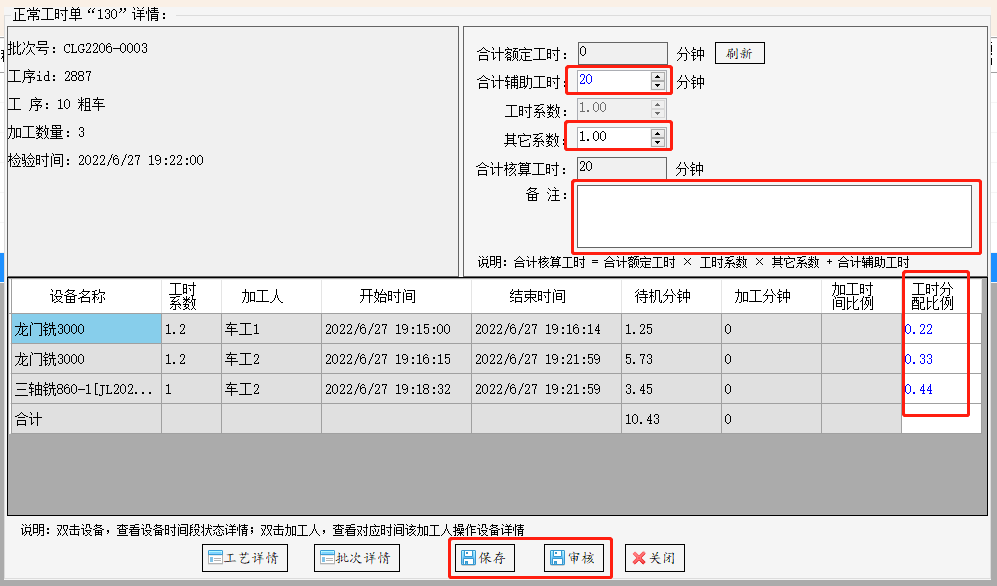 正常工时单“130”详情：
批次号：CLG2206-0003
工序id：2887
工 序：10 粗车
加工数量：3
检验时间：2022/6/27 19:22:00
合计额定工时： 0 分钟 刷新
合计辅助工时： 20 分钟
工时系数： 1.00
其它系数： 1.00
合计核算工时： 20 分钟
备 注：
说明：合计核算工时 = 合计额定工时 × 工时系数 × 其它系数 + 合计辅助工时
设备名称 工时系数 加工人 开始时间 结束时间 待机分钟 加工分钟 加工时间比例 工时分配比例
龙门铣3000 1.2 车工1 2022/6/27 19:15:00 2022/6/27 19:16:14 1.25 0 0.22
龙门铣3000 1.2 车工2 2022/6/27 19:16:15 2022/6/27 19:21:59 5.73 0 0.33
三轴铣860-1[JL202... 1 车工2 2022/6/27 19:18:32 2022/6/27 19:21:59 3.45 0 0.44
合计 10.43 0
说明：双击设备，查看设备时间段状态详情；双击加工人，查看对应时间该加工人操作设备详情
工艺详情 批次详情 保存 审核 关闭